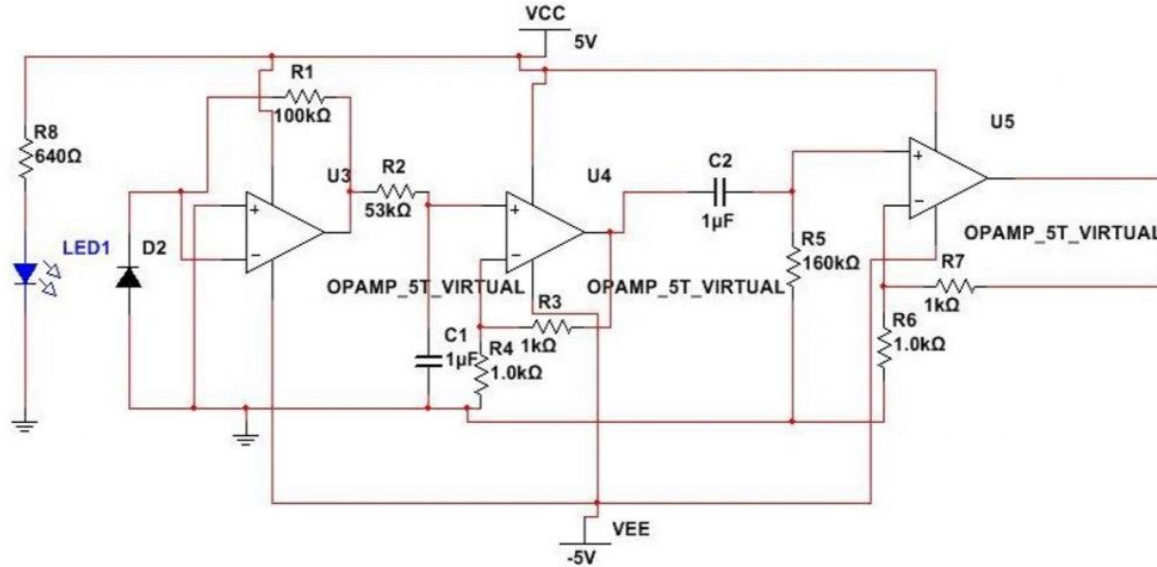 VCC
5V
R1
100kΩ
R8
640Ω
U3
R2
53kΩ
U4
C2
1µF
U5
LED1
D2
OPAMP_5T_VIRTUAL
OPAMP_5T_VIRTUAL
OPAMP_5T_VIRTUAL
R5
160kΩ
R7
1kΩ
R3
1kΩ
C1
1µF
R4
1.0kΩ
R6
1.0kΩ
VEE
-5V
+
−
+
−
+
−